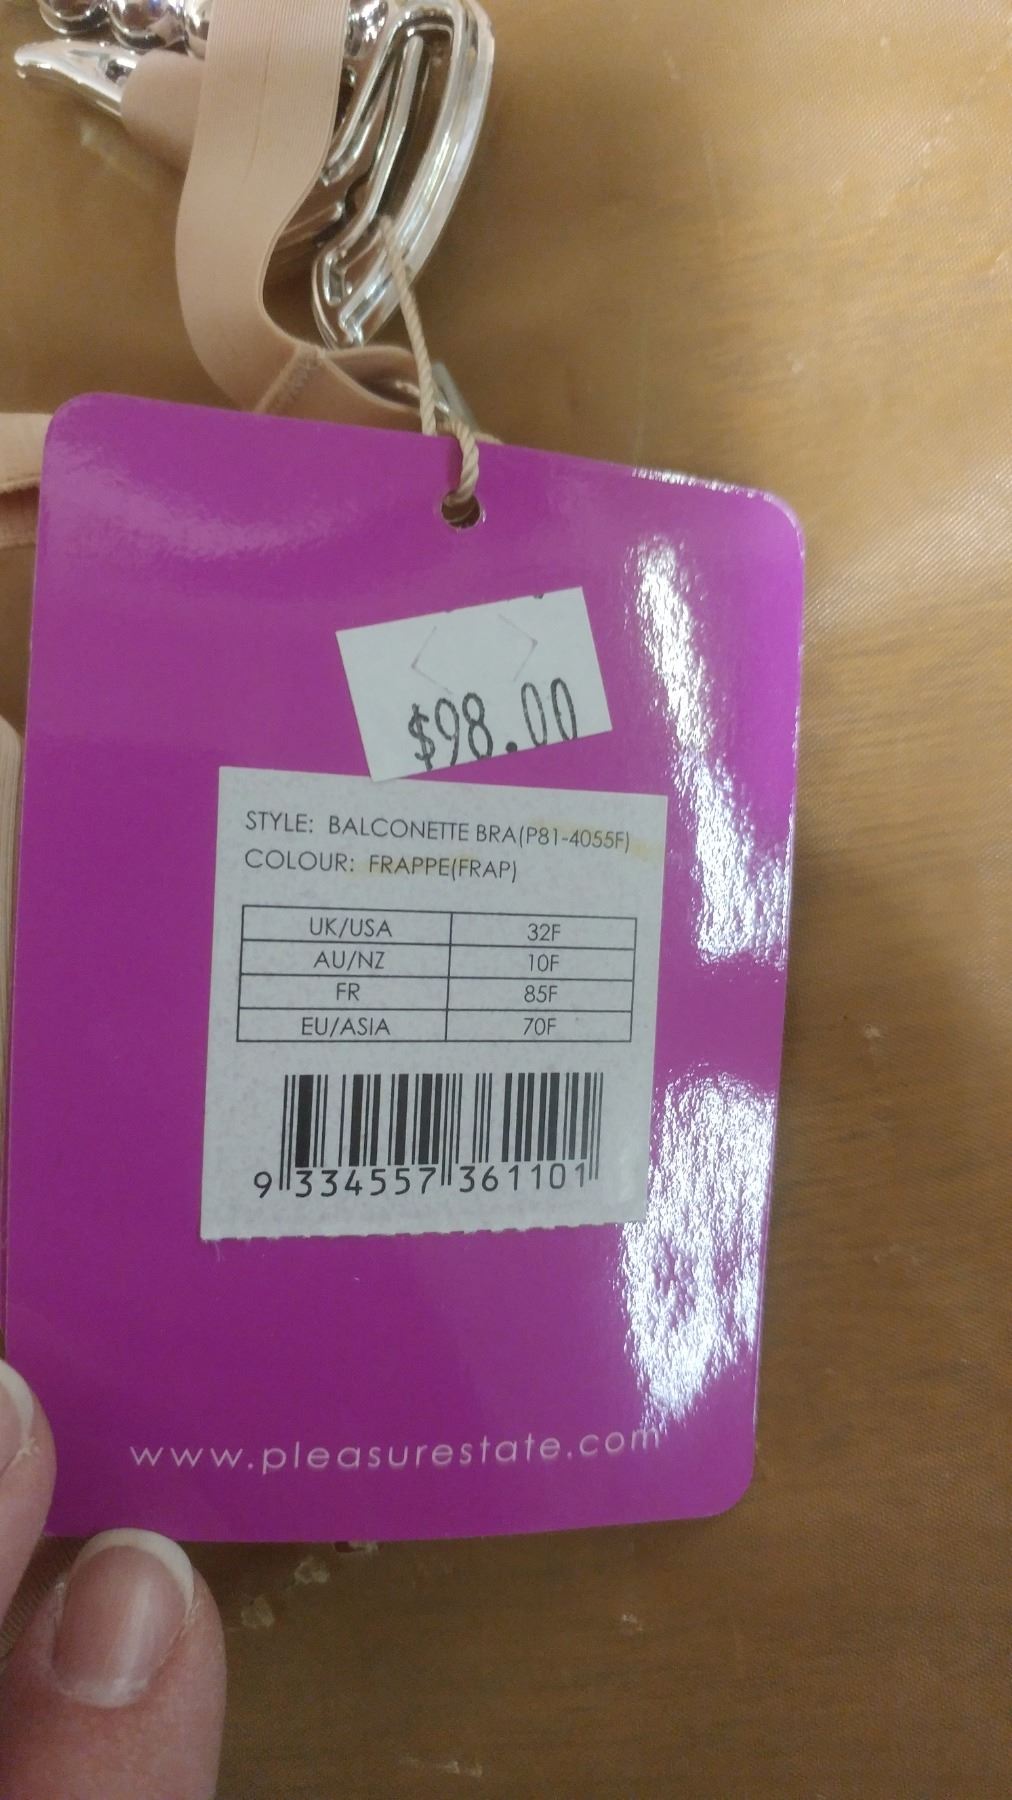 $98.00
STYLE: BALCONETTE BRA(P81-4055F)
COLOUR: FRAPPE(FRAP)
UK/USA 32F
AU/NZ 10F
FR 85F
EU/ASIA 70F
9 334557 361101
www.pleasurestate.com